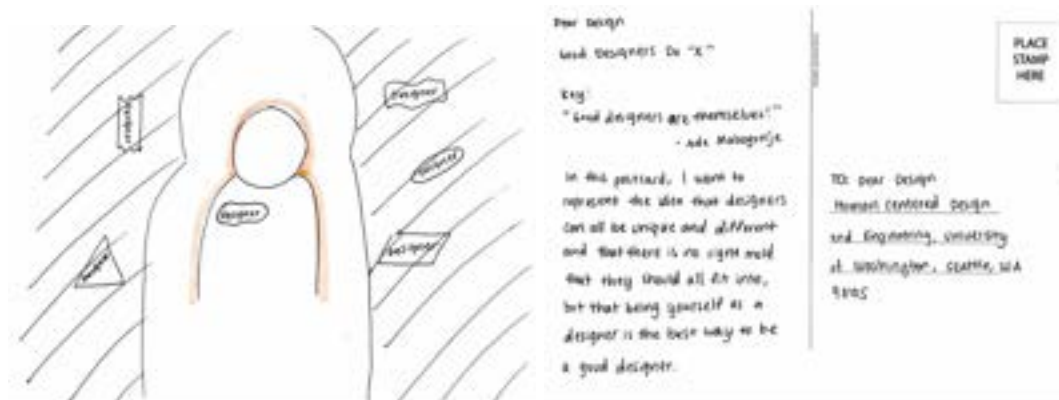 Designer
Designer
Designer
Designer
Designer
Designer
Dear Design
Good Designers Do "X"
Key:
"Good designers are themselves!"
- Ade Mabogunje
In this postcard, I want to
represent the idea that designers
can all be unique and different
and that there is no right mold
that they should all fit into,
but that being yourself as a
designer is the best way to be
a good designer.
PLACE
STAMP
HERE
TO: Dear Design
Human Centered Design
and Engineering, University
of Washington, Seattle, WA